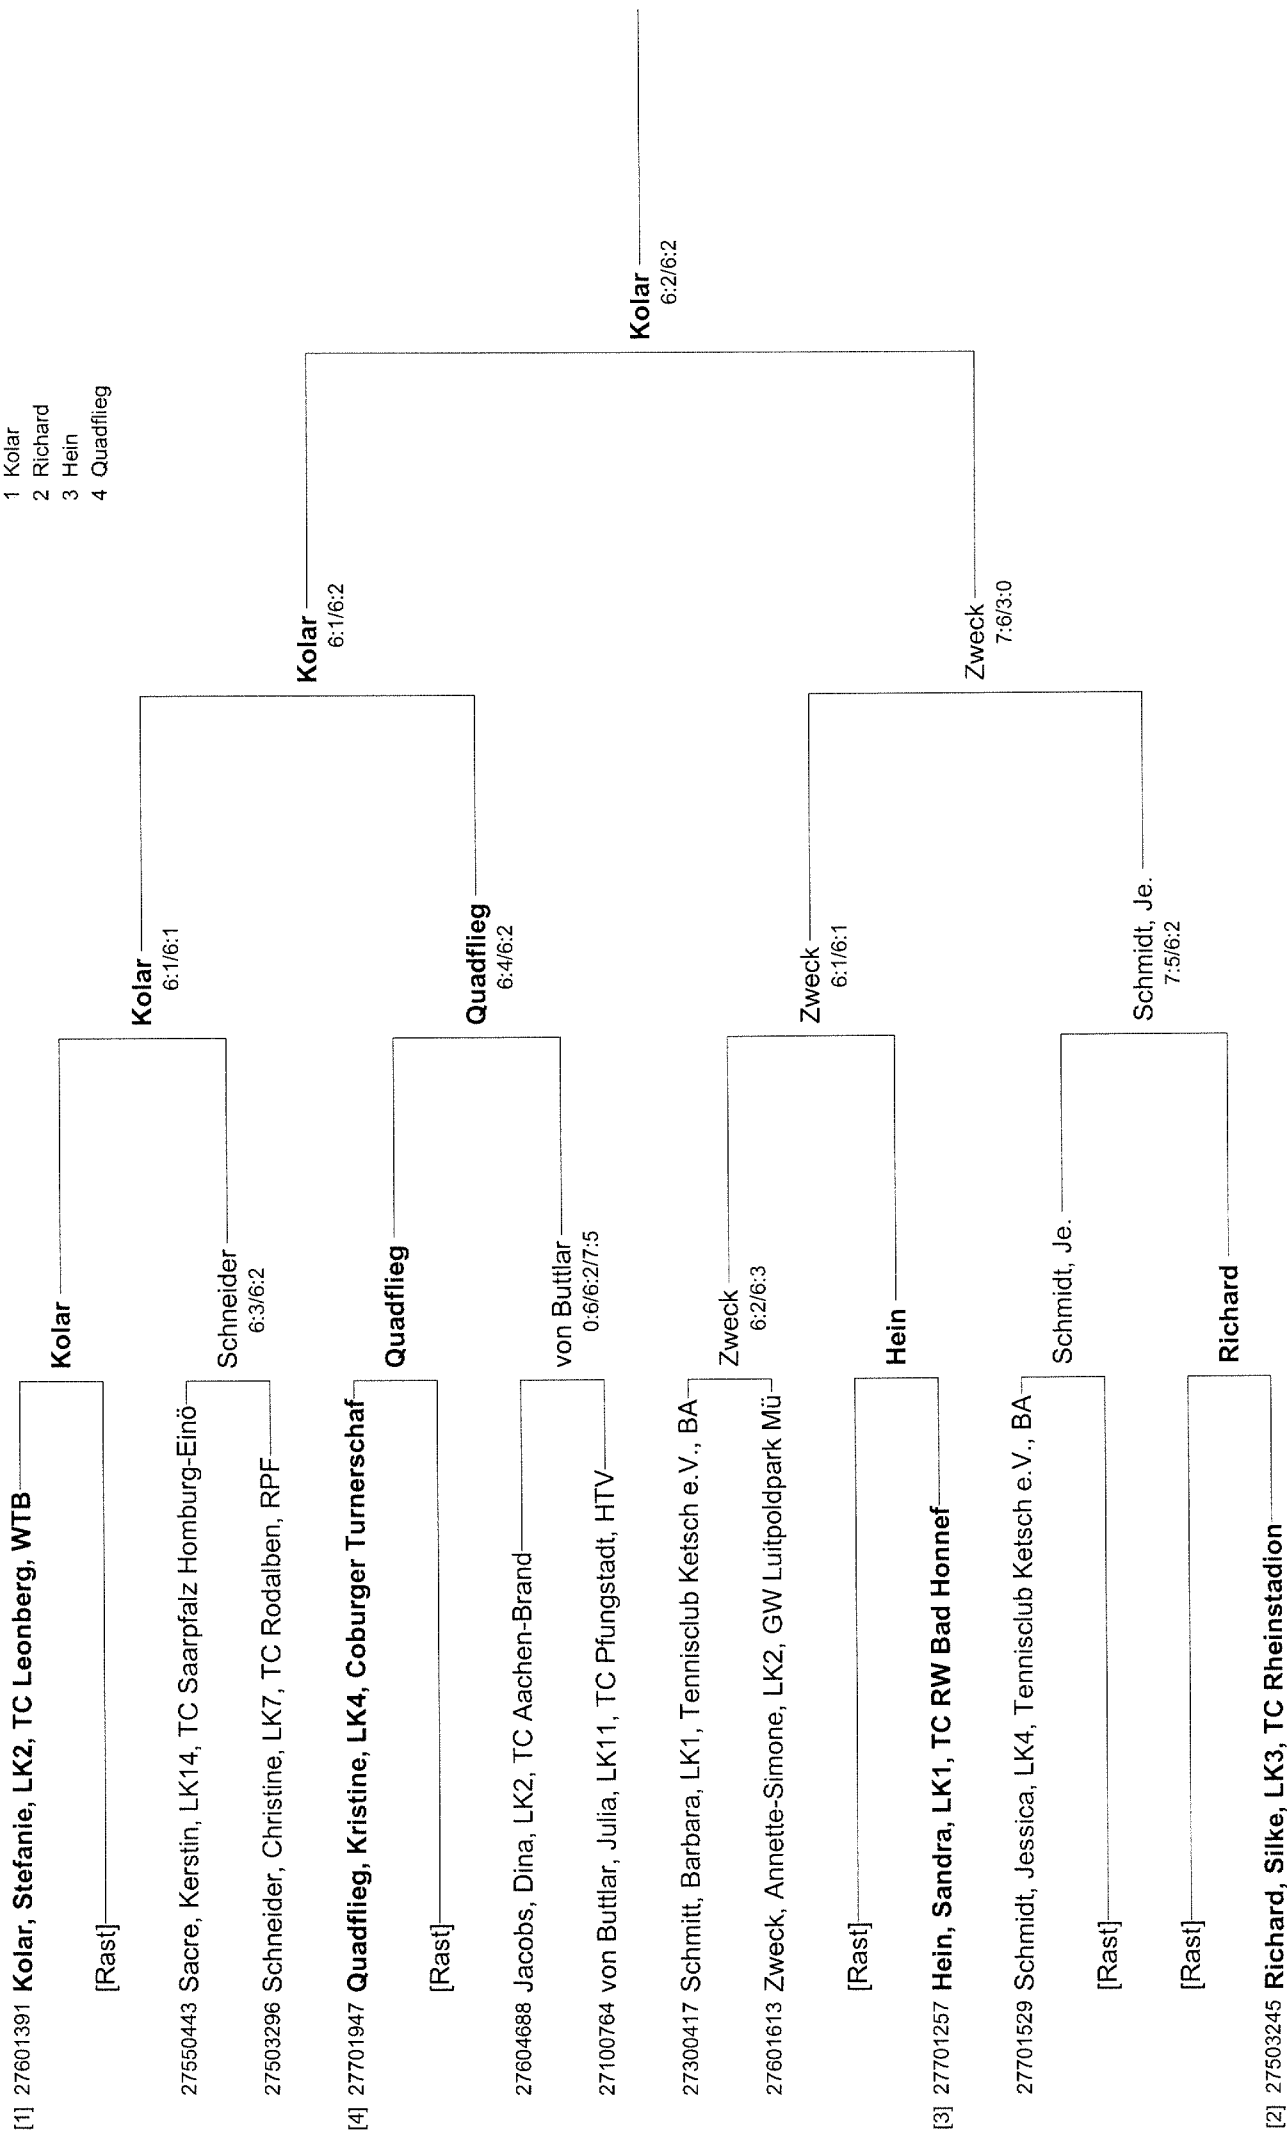 1 Kolar
2 Richard
3 Hein
4 Quadflieg
[1] 27601391 Kolar, Stefanie, LK2, TC Leonberg, WTB
[Rast]
27550443 Sacre, Kerstin, LK14, TC Saarpfalz Homburg-Einö
27503296 Schneider, Christine, LK7, TC Rodalben, RPF
[4] 27701947 Quadflieg, Kristine, LK4, Coburger Turnerschaf
[Rast]
27604688 Jacobs, Dina, LK2, TC Aachen-Brand
27100764 von Buttlar, Julia, LK11, TC Pfungstadt, HTV
27300417 Schmitt, Barbara, LK1, Tennisclub Ketsch e.V., BA
27601613 Zweck, Annette-Simone, LK2, GW Luitpoldpark Mü
[Rast]
[3] 27701257 Hein, Sandra, LK1, TC RW Bad Honnef
27701529 Schmidt, Jessica, LK4, Tennisclub Ketsch e.V., BA
[Rast]
[Rast]
[2] 27503245 Richard, Silke, LK3, TC Rheinstadion
Kolar
Schneider
6:3/6:2
Quadflieg
von Buttlar
0:6/6:2/7:5
Zweck
6:2/6:3
Hein
Schmidt, Je.
Richard
Kolar
6:1/6:1
Quadflieg
6:4/6:2
Zweck
6:1/6:1
Schmidt, Je.
7:5/6:2
Kolar
6:1/6:2
Zweck
7:6/3:0
Kolar
6:2/6:2